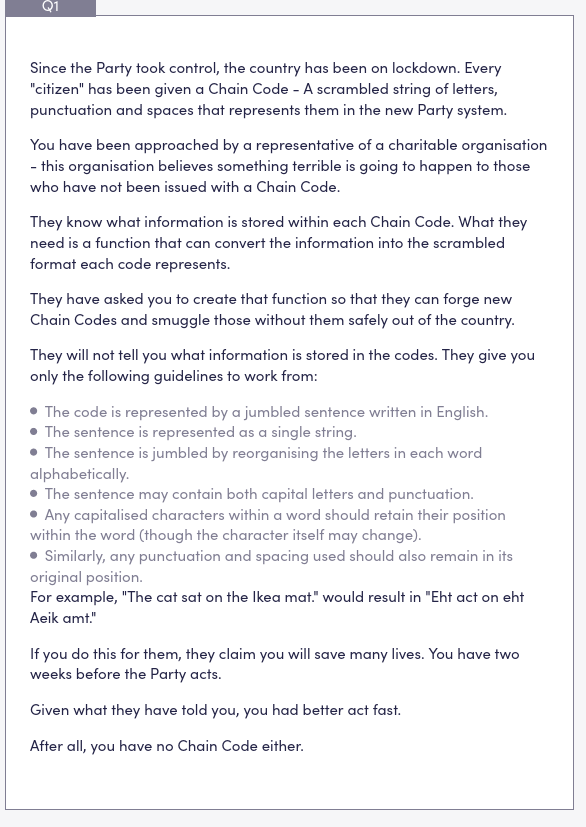 Q1
Since the Party took control, the country has been on lockdown. Every
"citizen" has been given a Chain Code - A scrambled string of letters,
punctuation and spaces that represents them in the new Party system.
You have been approached by a representative of a charitable organisation
- this organisation believes something terrible is going to happen to those
who have not been issued with a Chain Code.
They know what information is stored within each Chain Code. What they
need is a function that can convert the information into the scrambled
format each code represents.
They have asked you to create that function so that they can forge new
Chain Codes and smuggle those without them safely out of the country.
They will not tell you what information is stored in the codes. They give you
only the following guidelines to work from:
● The code is represented by a jumbled sentence written in English.
● The sentence is represented as a single string.
● The sentence is jumbled by reorganising the letters in each word
alphabetically.
● The sentence may contain both capital letters and punctuation.
● Any capitalised characters within a word should retain their position
within the word (though the character itself may change).
● Similarly, any punctuation and spacing used should also remain in its
original position.
For example, "The cat sat on the Ikea mat." would result in "Eht act on eht
Aeik amt."
If you do this for them, they claim you will save many lives. You have two
weeks before the Party acts.
Given what they have told you, you had better act fast.
After all, you have no Chain Code either.